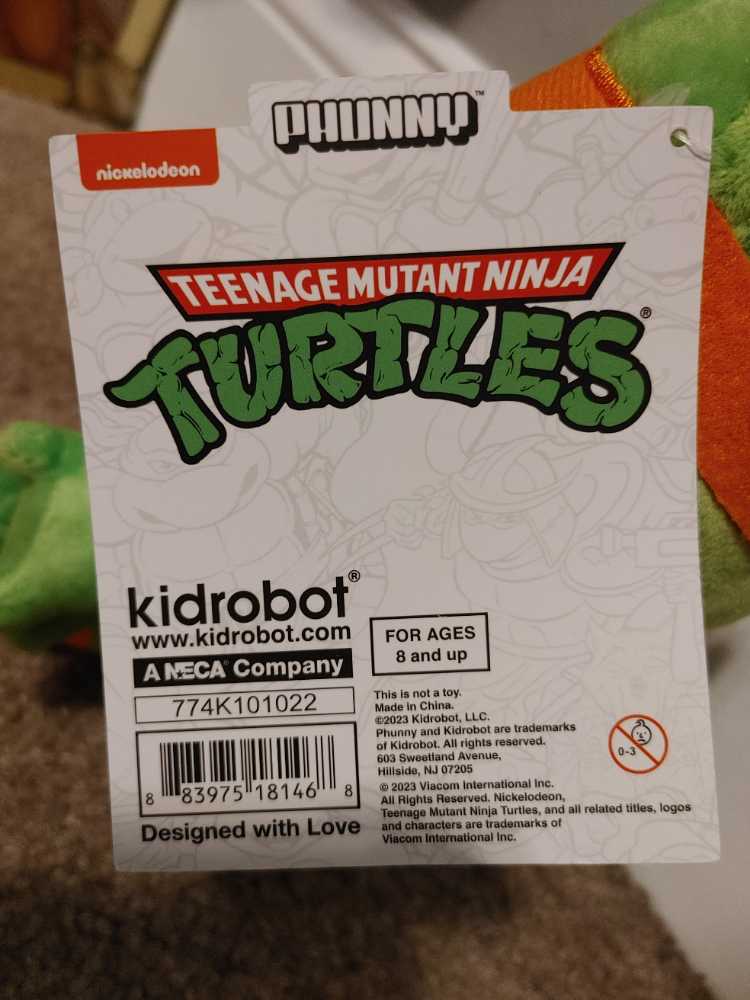 PHUNNY™
nickelodeon
TEENAGE MUTANT NINJA
TURTLES®
kidrobot®
www.kidrobot.com
A NECA® Company
774K101022
8 83975 18146 8
Designed with Love
FOR AGES
8 and up
This is not a toy.
Made in China.
©2023 Kidrobot, LLC.
Phunny and Kidrobot are trademarks
of Kidrobot. All rights reserved.
603 Sweetland Avenue,
Hillside, NJ 07205
© 2023 Viacom International Inc.
All Rights Reserved. Nickelodeon,
Teenage Mutant Ninja Turtles, and all related titles, logos
and characters are trademarks of
Viacom International Inc.
0-3